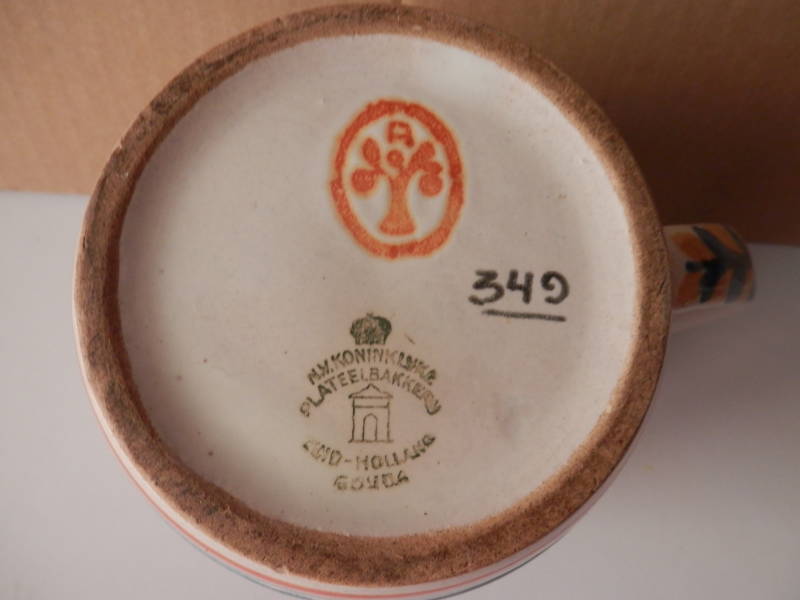 A
349
N.V. KONINKLIJKE
PLATEELBAKKERIJ
ZUID-HOLLAND
GOUDA